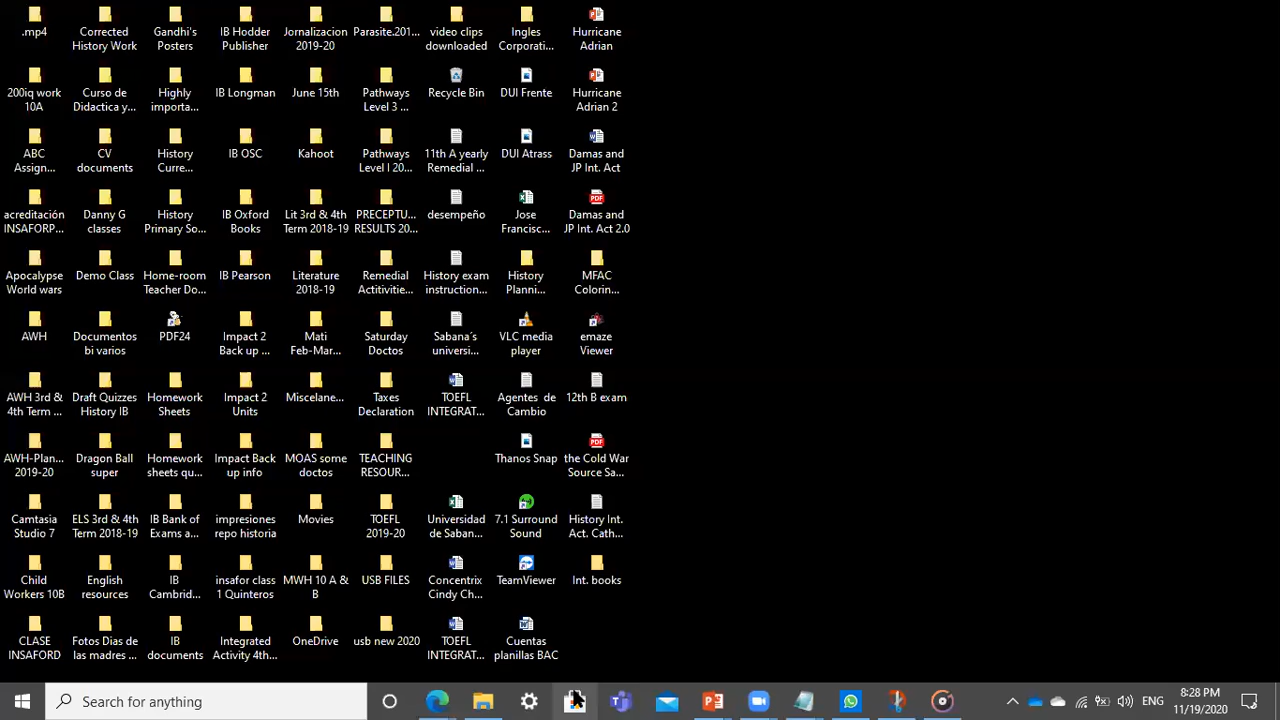 .mp4
Corrected
History Work
Gandhi's
Posters
IB Hodder
Publisher
Jornalizacion
2019-20
Parasite.201...
video clips
downloaded
Ingles
Corporati...
Hurricane
Adrian
200iq work
10A
Curso de
Didactica y...
Highly
importa...
IB Longman
June 15th
Pathways
Level 3 ...
Recycle Bin
DUI Frente
Hurricane
Adrian 2
ABC
Assign...
CV
documents
History
Curre...
IB OSC
Kahoot
Pathways
Level I 20...
11th A yearly
Remedial ...
DUI Atrass
Damas and
JP Int. Act
acreditación
INSAFORP...
Danny G
classes
History
Primary So...
IB Oxford
Books
Lit 3rd & 4th
Term 2018-19
PRECEPTU...
RESULTS 20...
desempeño
Jose
Francisc...
Damas and
JP Int. Act 2.0
Apocalypse
World wars
Demo Class
Home-room
Teacher Do...
IB Pearson
Literature
2018-19
Remedial
Actitivitie...
History exam
instruction...
History
Planni...
MFAC
Colorin...
AWH
Documentos
bi varios
PDF24
Impact 2
Back up ...
Mati
Feb-Mar...
Saturday
Doctos
Sabana´s
universi...
VLC media
player
emaze
Viewer
AWH 3rd &
4th Term ...
Draft Quizzes
History IB
Homework
Sheets
Impact 2
Units
Miscelane...
Taxes
Declaration
TOEFL
INTEGRAT...
Agentes de
Cambio
12th B exam
AWH-Plan...
2019-20
Dragon Ball
super
Homework
sheets qu...
Impact Back
up info
MOAS some
doctos
TEACHING
RESOUR...
Thanos Snap
the Cold War
Source Sa...
Camtasia
Studio 7
ELS 3rd & 4th
Term 2018-19
IB Bank of
Exams a...
impresiones
repo historia
Movies
TOEFL
2019-20
Universidad
de Saban...
7.1 Surround
Sound
History Int.
Act. Cath...
Child
Workers 10B
English
resources
IB
Cambrid...
insafor class
1 Quinteros
MWH 10 A &
B
USB FILES
Concentrix
Cindy Ch...
TeamViewer
Int. books
CLASE
INSAFORD
Fotos Dias de
las madres ...
IB
documents
Integrated
Activity 4th...
OneDrive
usb new 2020
TOEFL
INTEGRAT...
Cuentas
planillas BAC
Search for anything
ENG
8:28 PM
11/19/2020